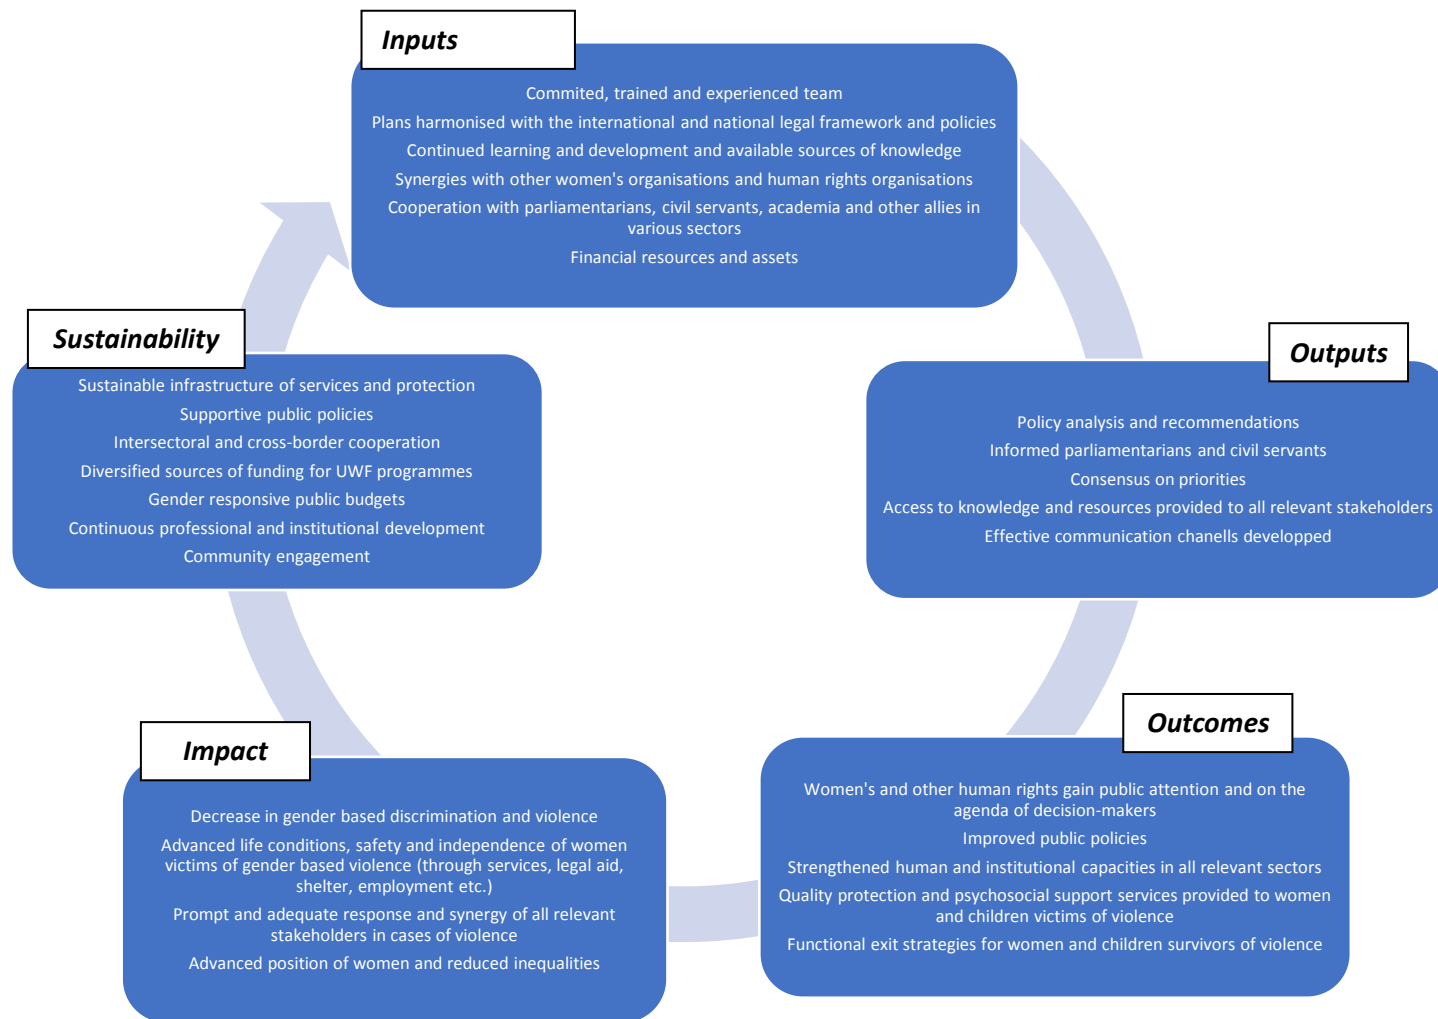 Inputs
Commited, trained and experienced team
Plans harmonised with the international and national legal framework and policies
Continued learning and development and available sources of knowledge
Synergies with other women's organisations and human rights organisations
Cooperation with parliamentarians, civil servants, academia and other allies in
various sectors
Financial resources and assets
Outputs
Policy analysis and recommendations
Informed parliamentarians and civil servants
Consensus on priorities
Access to knowledge and resources provided to all relevant stakeholders
Effective communication chanells developped
Outcomes
Women's and other human rights gain public attention and on the
agenda of decision-makers
Improved public policies
Strengthened human and institutional capacities in all relevant sectors
Quality protection and psychosocial support services provided to women
and children victims of violence
Functional exit strategies for women and children survivors of violence
Impact
Decrease in gender based discrimination and violence
Advanced life conditions, safety and independence of women
victims of gender based violence (through services, legal aid,
shelter, employment etc.)
Prompt and adequate response and synergy of all relevant
stakeholders in cases of violence
Advanced position of women and reduced inequalities
Sustainability
Sustainable infrastructure of services and protection
Supportive public policies
Intersectoral and cross-border cooperation
Diversified sources of funding for UWF programmes
Gender responsive public budgets
Continuous professional and institutional development
Community engagement